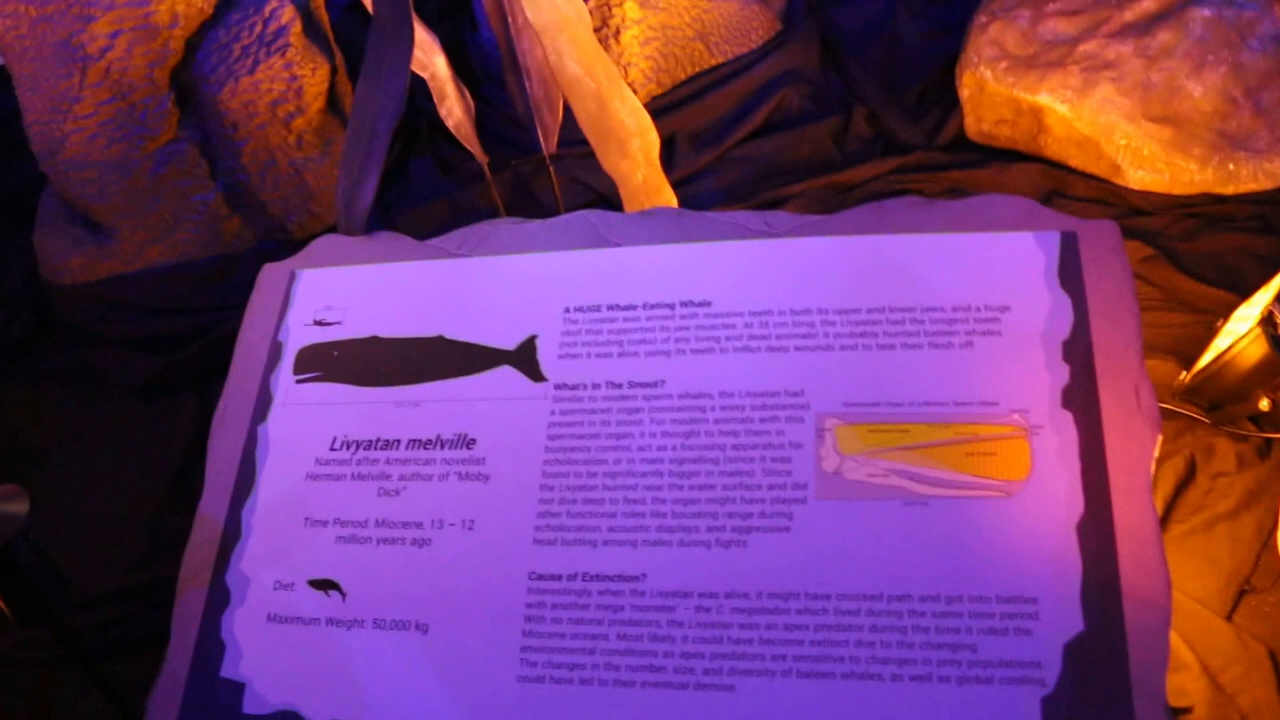 Livyatan melville
Named after American novelist
Herman Melville, author of "Moby
Dick"
Time Period: Miocene, 13 – 12
million years ago
Diet:
Maximum Weight: 50,000 kg
A HUGE Whale-Eating Whale
The Livyatan was armed with massive teeth in both its upper and lower jaws, and a huge
skull that supported its jaw muscles. At 36 cm long, the Livyatan had the longest teeth
(not including tusks) of any living and dead animals! It probably hunted baleen whales
when it was alive, using its teeth to inflict deep wounds and to tear their flesh off.
What's In The Snout?
Similar to modern sperm whales, the Livyatan had
a spermaceti organ (containing a waxy substance)
present in its snout. For modern animals with this
spermaceti organ, it is thought to help them in
buoyancy control, act as a focusing apparatus for
echolocation, or in mate signalling (since it was
found to be significantly bigger in males). Since
the Livyatan hunted near the water surface and did
not dive deep to feed, the organ might have played
other functional roles like boosting range during
echolocation, acoustic displays, and aggressive
head butting among males during fights.
Cause of Extinction?
Interestingly, when the Livyatan was alive, it might have crossed path and got into battles
with another mega 'monster' – the C. megalodon which lived during the same time period.
With no natural predators, the Livyatan was an apex predator during the time it ruled the
Miocene oceans. Most likely, it could have become extinct due to the changing
environmental conditions as apex predators are sensitive to changes in prey populations.
The changes in the number, size, and diversity of baleen whales, as well as global cooling,
could have led to their eventual demise.